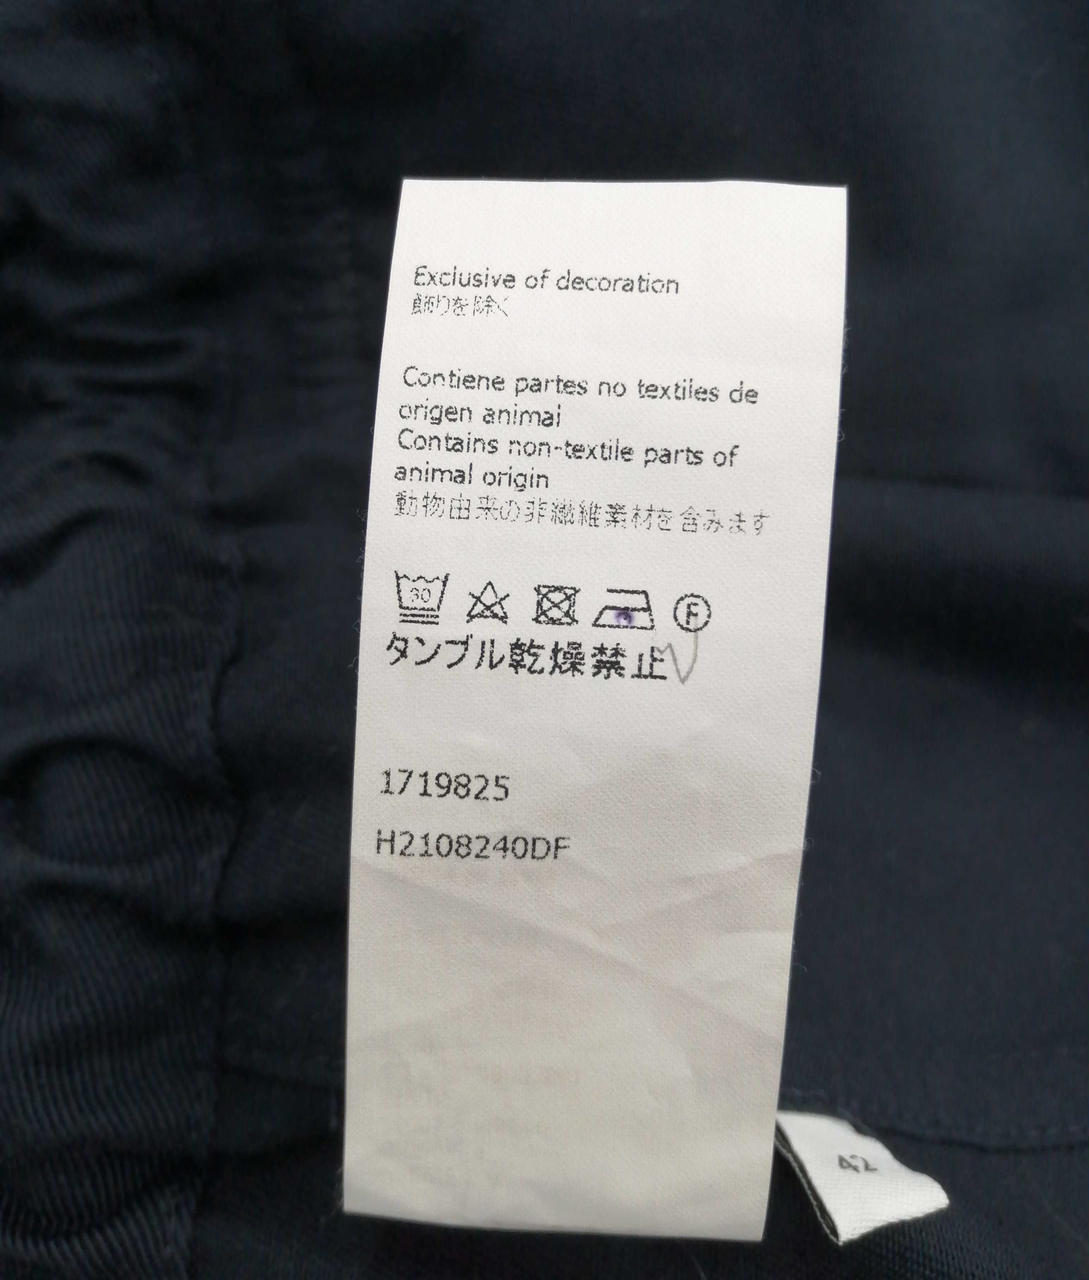 Exclusive of decoration
飾りを除く
Contiene partes no textiles de
origen animal
Contains non-textile parts of
animal origin
動物由来の非繊維素材を含みます
30
F
タンブル乾燥禁止
1719825
H2108240DF
42